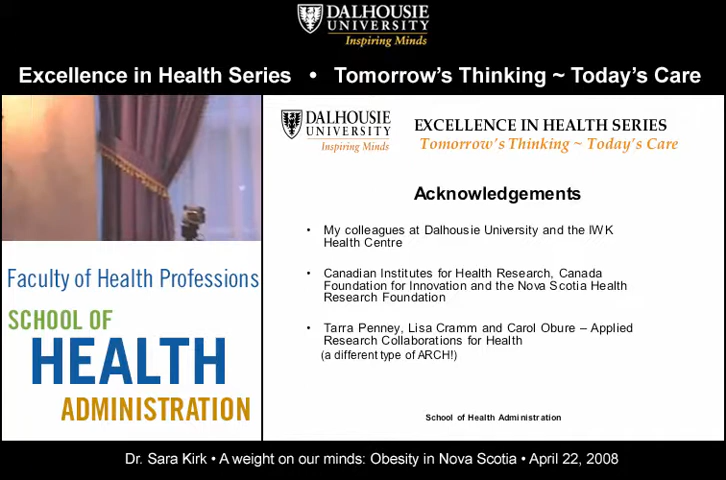 DALHOUSIE
UNIVERSITY
Inspiring Minds
Excellence in Health Series • Tomorrow's Thinking ~ Today's Care
DALHOUSIE
UNIVERSITY
Inspiring Minds
EXCELLENCE IN HEALTH SERIES
Tomorrow's Thinking ~ Today's Care
Acknowledgements
• My colleagues at Dalhousie University and the IWK
Health Centre
• Canadian Institutes for Health Research, Canada
Foundation for Innovation and the Nova Scotia Health
Research Foundation
• Tarra Penney, Lisa Cramm and Carol Obure – Applied
Research Collaborations for Health
(a different type of ARCH!)
School of Health Administration
Faculty of Health Professions
SCHOOL OF
HEALTH
ADMINISTRATION
Dr. Sara Kirk • A weight on our minds: Obesity in Nova Scotia • April 22, 2008